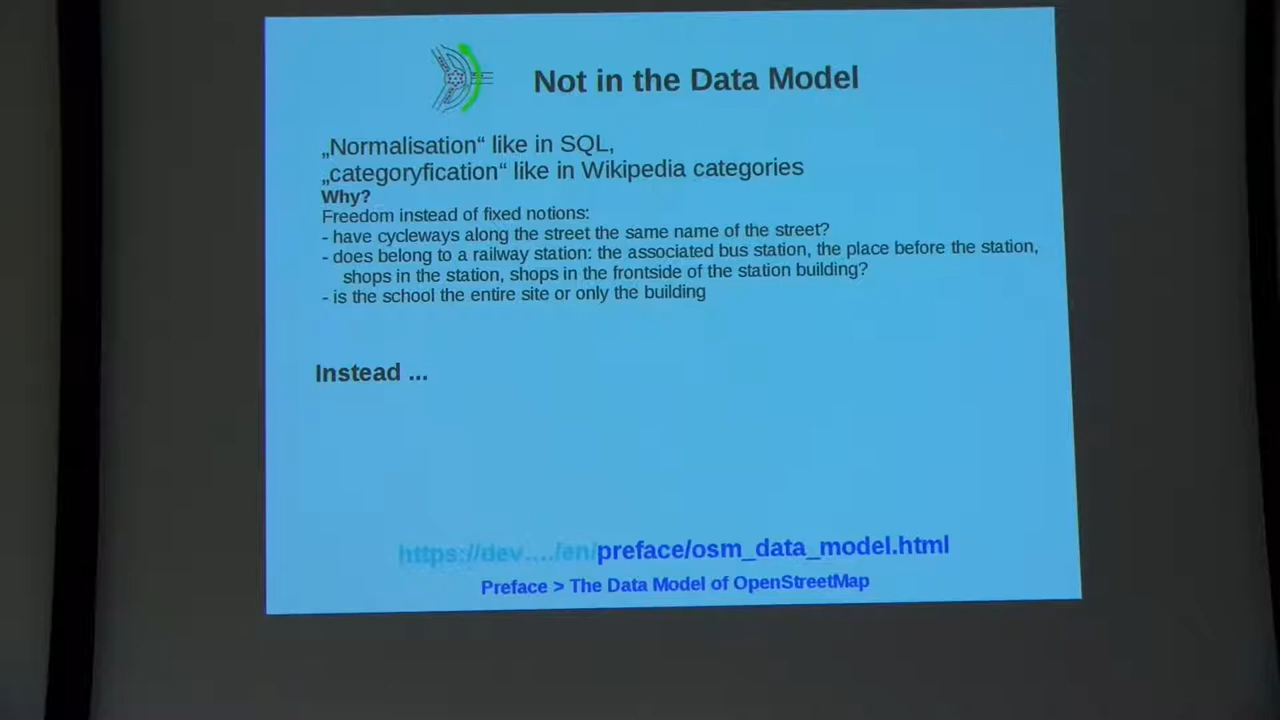 Not in the Data Model
„Normalisation“ like in SQL,
„categoryfication“ like in Wikipedia categories
Why?
Freedom instead of fixed notions:
- have cycleways along the street the same name of the street?
- does belong to a railway station: the associated bus station, the place before the station,
shops in the station, shops in the frontside of the station building?
- is the school the entire site or only the building
Instead ...
https://dev..../en/preface/osm_data_model.html
Preface > The Data Model of OpenStreetMap